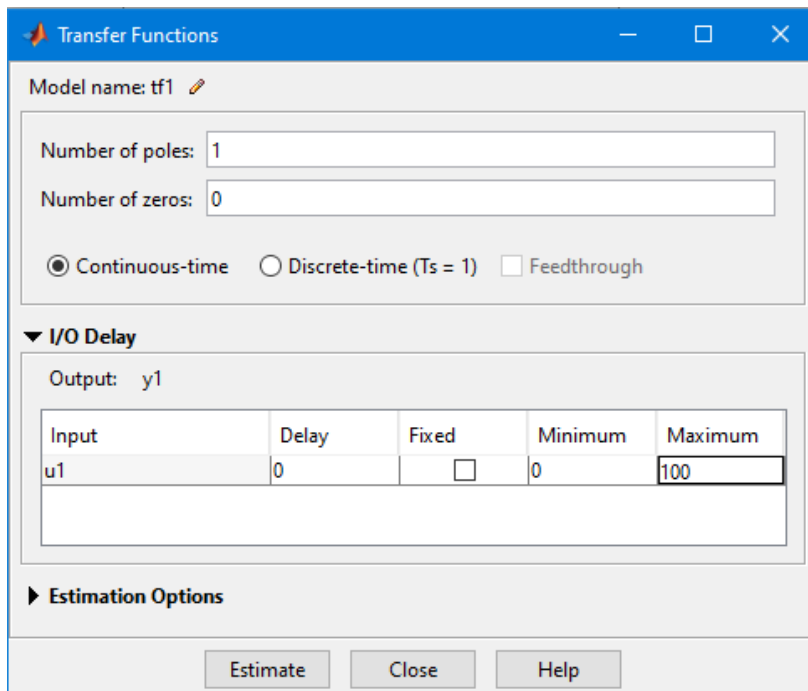 Transfer Functions
Model name: tf1
Number of poles: 1
Number of zeros: 0
Continuous-time Discrete-time (Ts = 1) Feedthrough
I/O Delay
Output: y1
Input Delay Fixed Minimum Maximum
u1 0 0 100
Estimation Options
Estimate Close Help